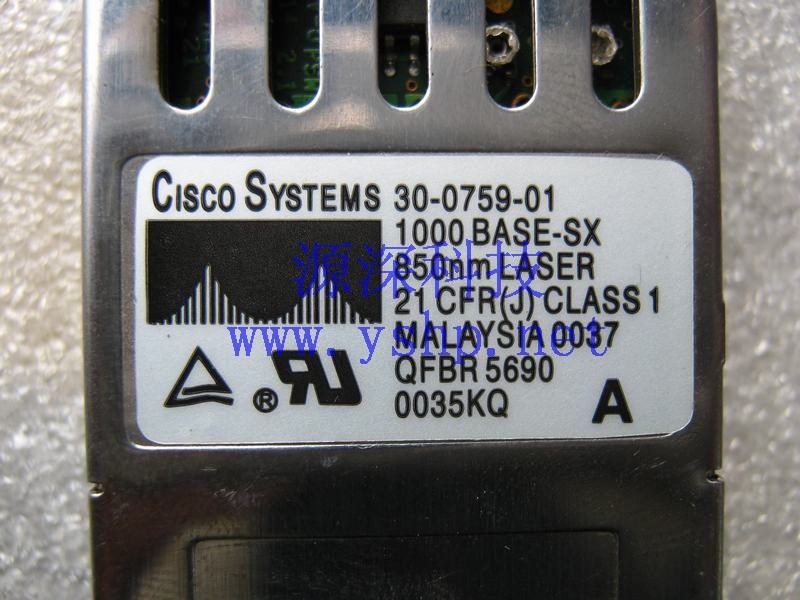 CISCO SYSTEMS 30-0759-01
1000 BASE-SX
850nm LASER
21 CFR(J) CLASS 1
MALAYSIA 0037
QFBR 5690
0035KQ
A
®
源深科技
www.yshp.net